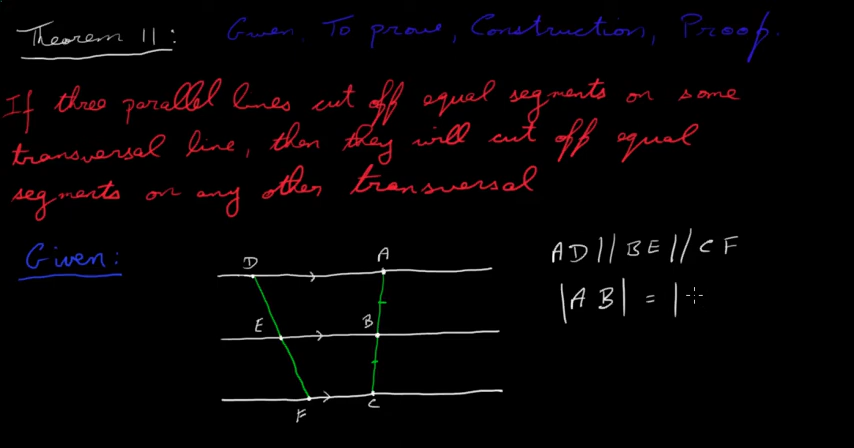 Theorem 11: Given, To prove, Construction, Proof.
If three parallel lines cut off equal segments on some
transversal line, then they will cut off equal
segments on any other transversal
Given:
D A
E B
F C
AD // BE // CF
|AB| = |